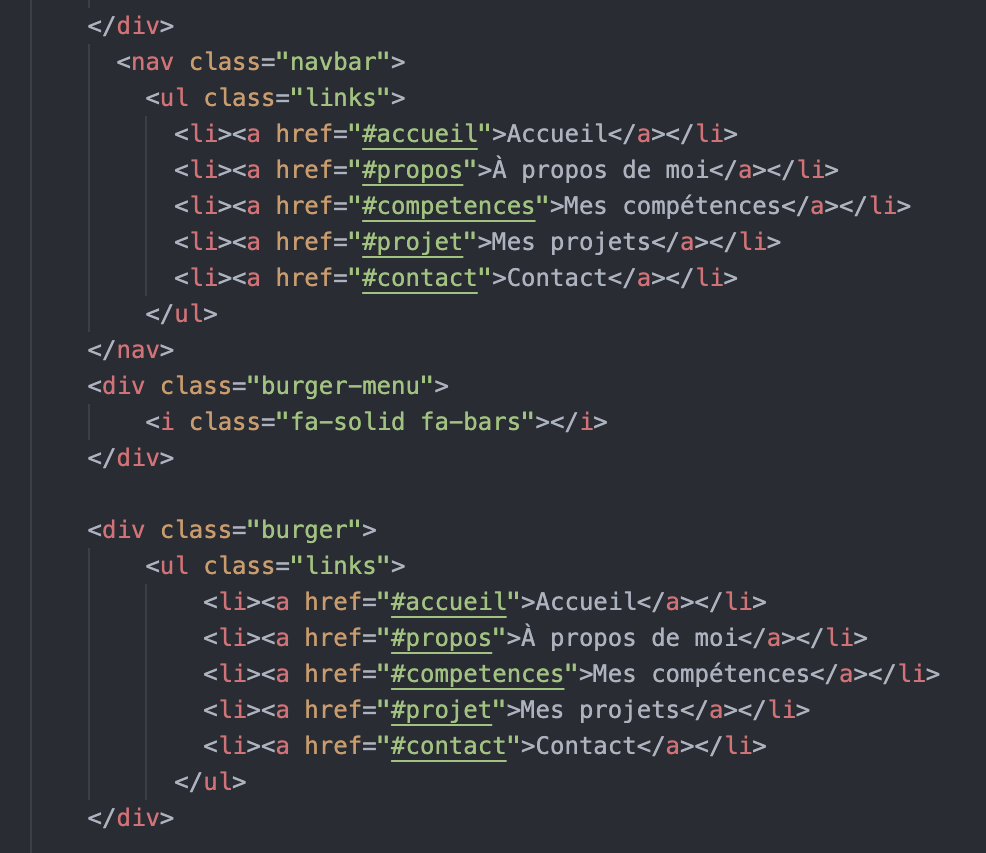 </div>
<nav class="navbar">
<ul class="links">
<li><a href="#accueil">Accueil</a></li>
<li><a href="#propos">À propos de moi</a></li>
<li><a href="#competences">Mes compétences</a></li>
<li><a href="#projet">Mes projets</a></li>
<li><a href="#contact">Contact</a></li>
</ul>
</nav>
<div class="burger-menu">
<i class="fa-solid fa-bars"></i>
</div>
<div class="burger">
<ul class="links">
<li><a href="#accueil">Accueil</a></li>
<li><a href="#propos">À propos de moi</a></li>
<li><a href="#competences">Mes compétences</a></li>
<li><a href="#projet">Mes projets</a></li>
<li><a href="#contact">Contact</a></li>
</ul>
</div>